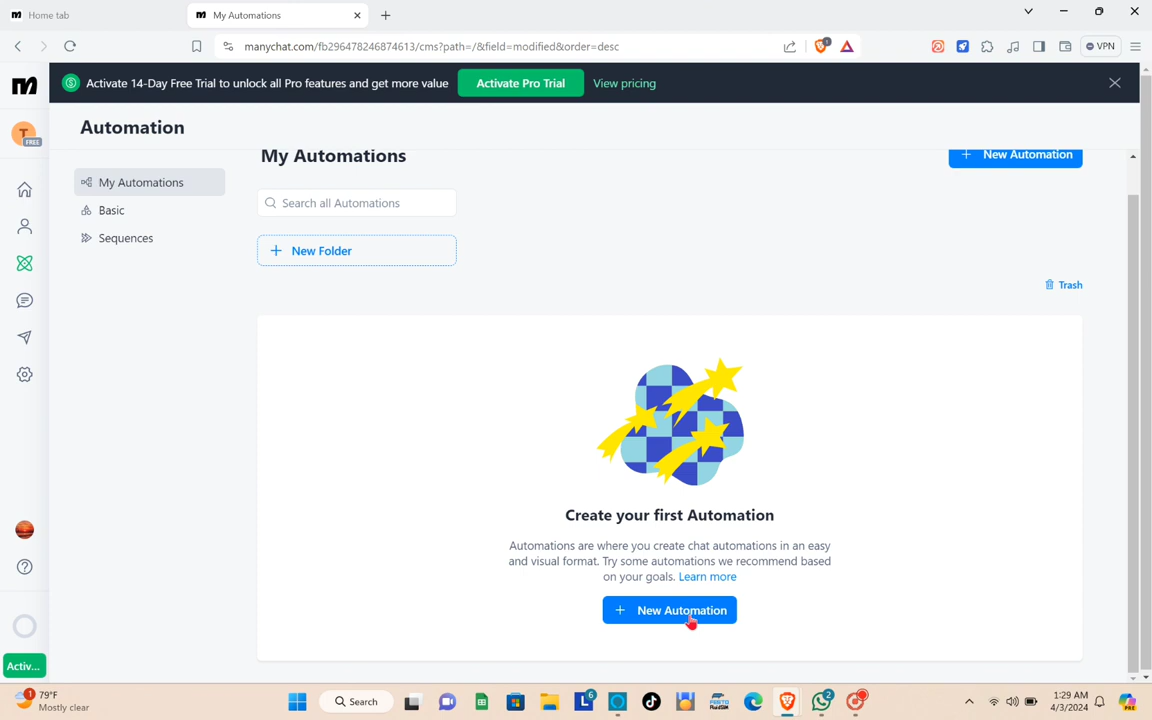 Home tab
My Automations
manychat.com/fb296478246874613/cms?path=/&field=modified&order=desc
VPN
Activate 14-Day Free Trial to unlock all Pro features and get more value
Activate Pro Trial
View pricing
T
FREE
Automation
My Automations
+ New Automation
My Automations
Basic
Sequences
Search all Automations
+ New Folder
Trash
Create your first Automation
Automations are where you create chat automations in an easy
and visual format. Try some automations we recommend based
on your goals. Learn more
+ New Automation
Activ...
1
79°F
Mostly clear
Search
6
2
1:29 AM
4/3/2024